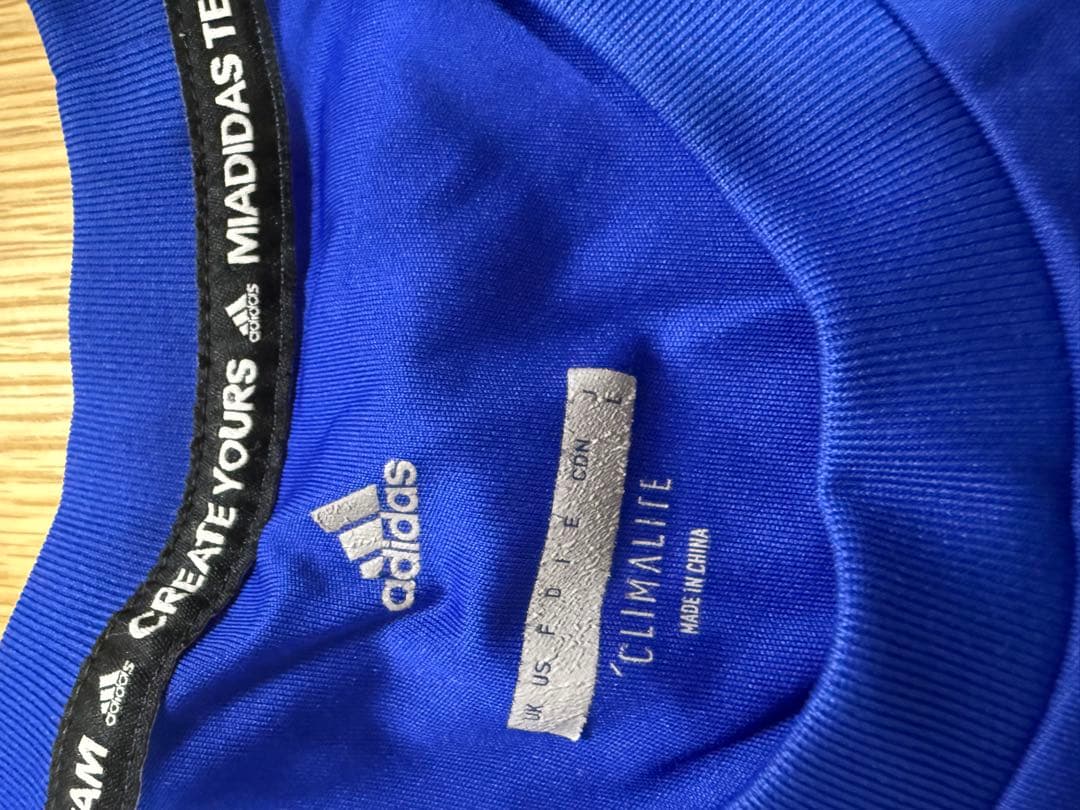 AM adidas CREATE YOURS adidas MIADIDAS TE
adidas
UK US F D I E CDN J
'CLIMALITE
MADE IN CHINA